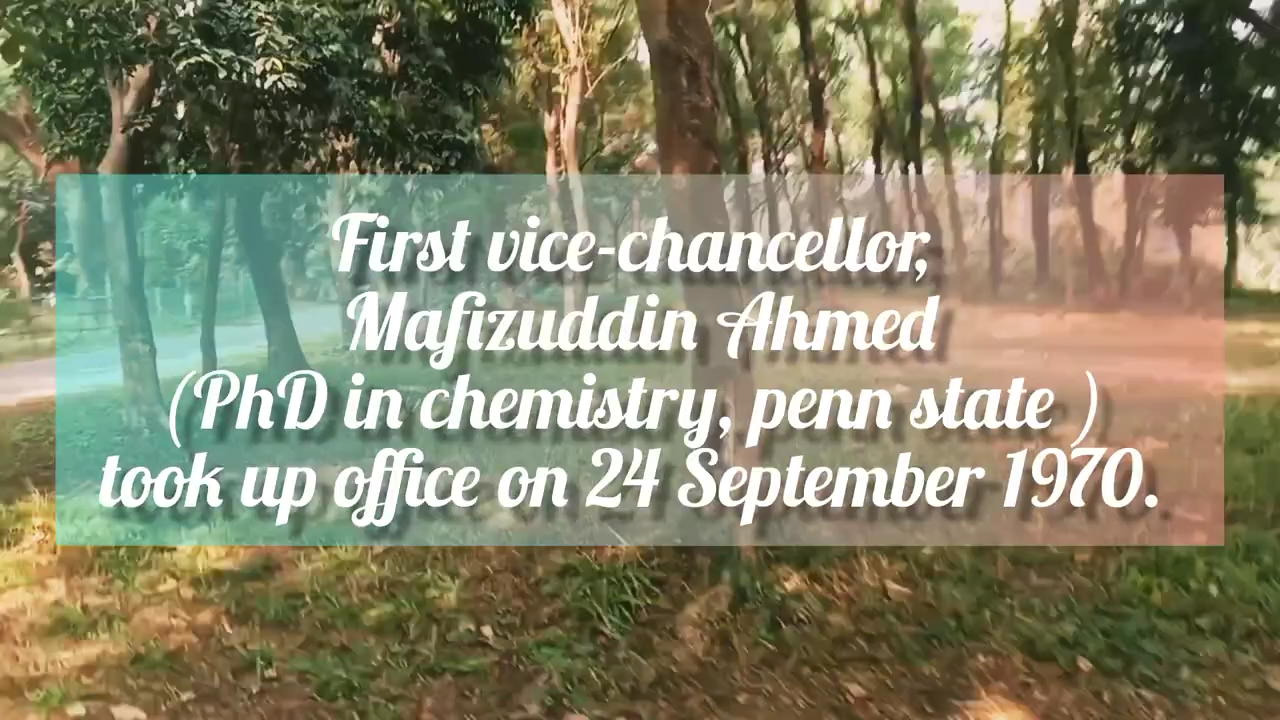 First vice-chancellor,
Mafizuddin Ahmed
(PhD in chemistry, penn state )
took up office on 24 September 1970.